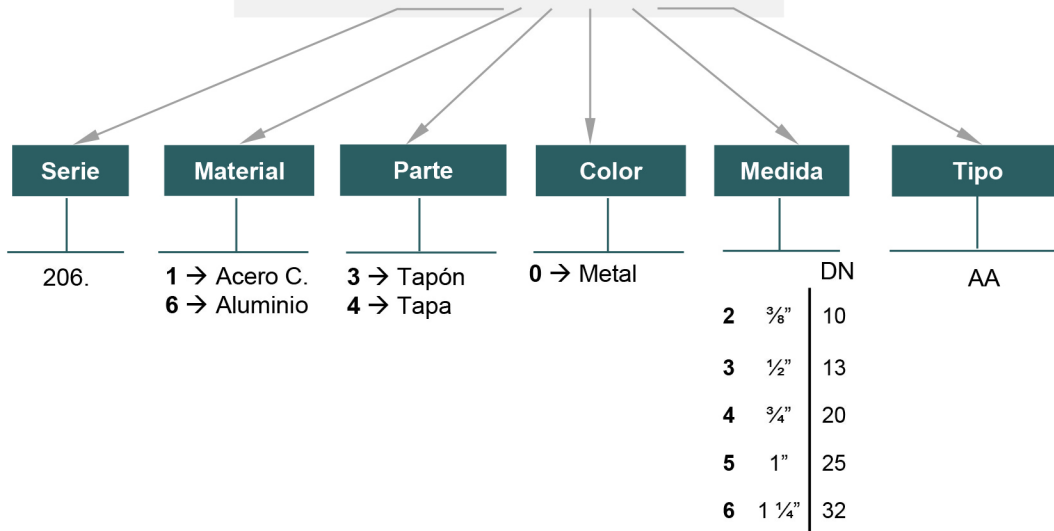 Serie
Material
Parte
Color
Medida
Tipo
206.
1 → Acero C.
6 → Aluminio
3 → Tapón
4 → Tapa
0 → Metal
DN
2 ⅜” 10
3 ½” 13
4 ¾” 20
5 1” 25
6 1 ¼” 32
AA